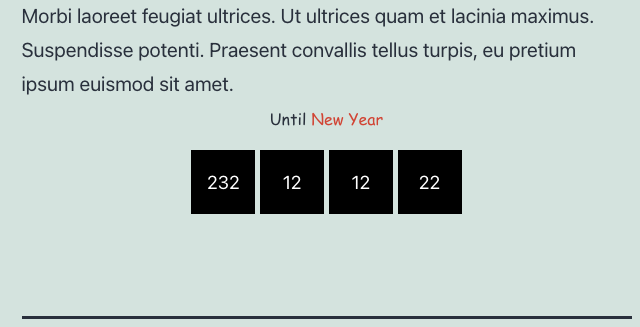 Morbi laoreet feugiat ultrices. Ut ultrices quam et lacinia maximus.
Suspendisse potenti. Praesent convallis tellus turpis, eu pretium
ipsum euismod sit amet.
Until New Year
232 12 12 22